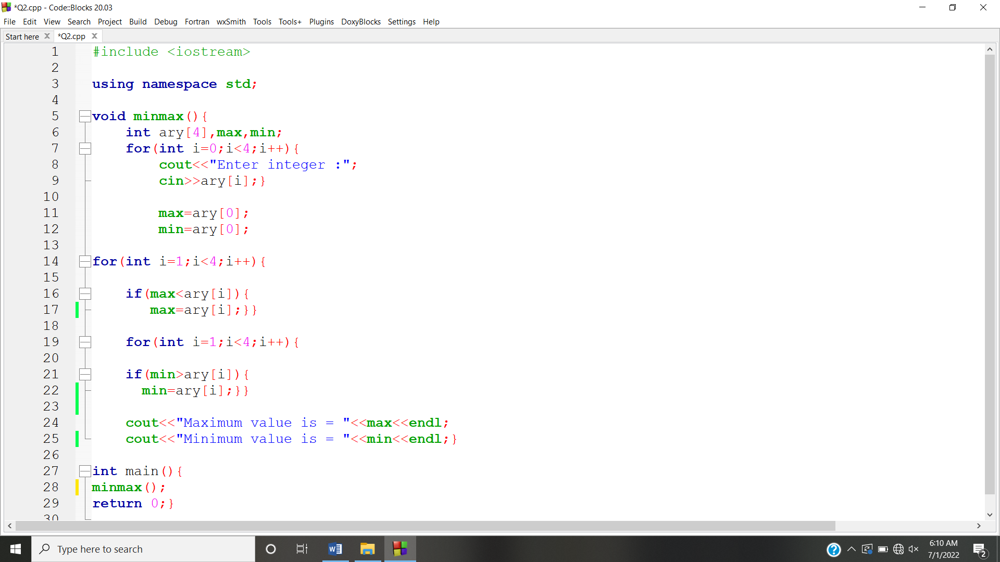 *Q2.cpp - Code::Blocks 20.03
File Edit View Search Project Build Debug Fortran wxSmith Tools Tools+ Plugins DoxyBlocks Settings Help
Start here X *Q2.cpp X
1 #include <iostream>
2
3 using namespace std;
4
5 void minmax(){
6 int ary[4],max,min;
7 for(int i=0;i<4;i++){
8 cout<<"Enter integer :";
9 cin>>ary[i];}
10
11 max=ary[0];
12 min=ary[0];
13
14 for(int i=1;i<4;i++){
15
16 if(max<ary[i]){
17 max=ary[i];}}
18
19 for(int i=1;i<4;i++){
20
21 if(min>ary[i]){
22 min=ary[i];}}
23
24 cout<<"Maximum value is = "<<max<<endl;
25 cout<<"Minimum value is = "<<min<<endl;}
26
27 int main(){
28 minmax();
29 return 0;}
30
Type here to search
6:10 AM
7/1/2022
2